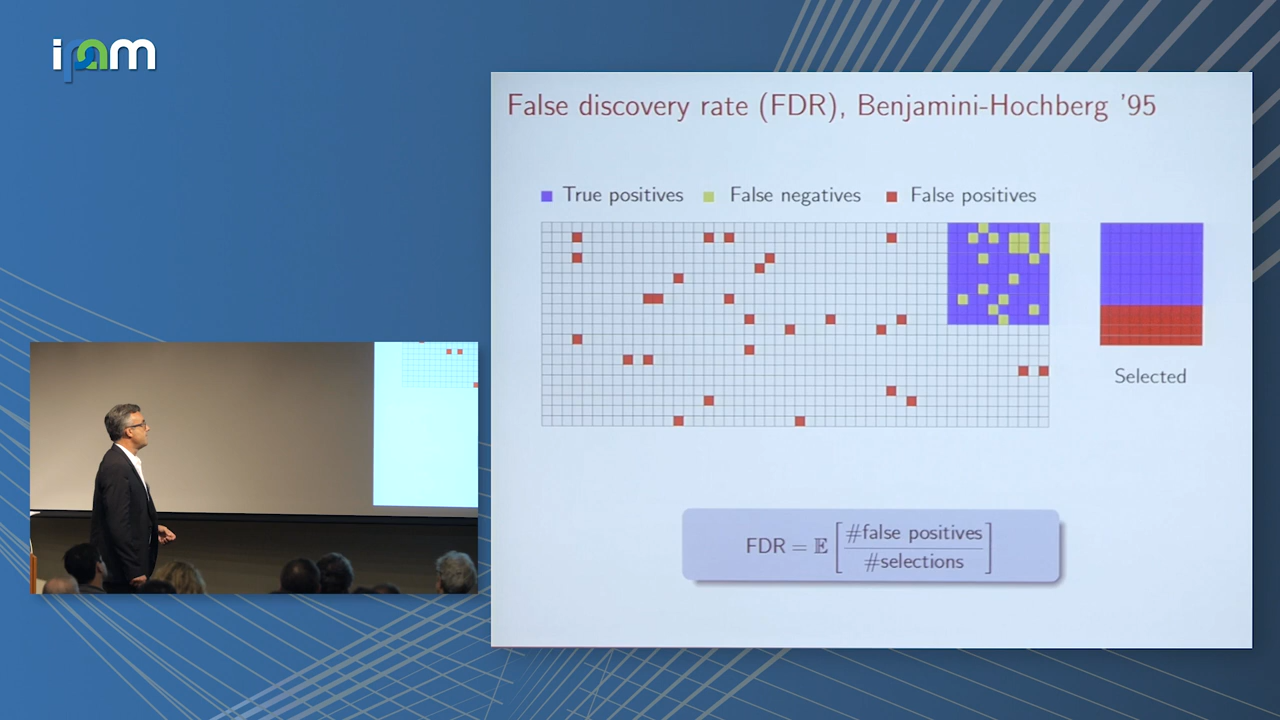 ipam
False discovery rate (FDR), Benjamini-Hochberg '95
True positives False negatives False positives
Selected
FDR = 𝔼 [ #false positives / #selections ]